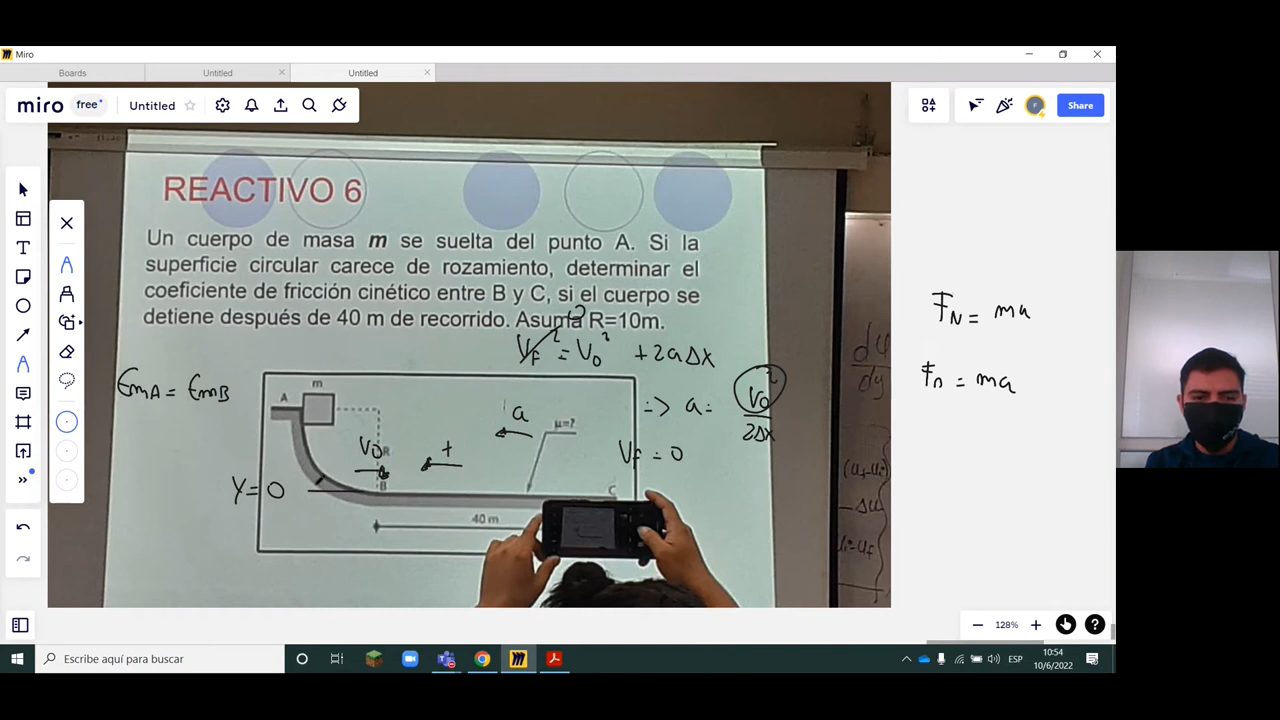 Miro
Boards
Untitled
Untitled
miro
free
Untitled
Share
REACTIVO 6
Un cuerpo de masa m se suelta del punto A. Si la
superficie circular carece de rozamiento, determinar el
coeficiente de fricción cinético entre B y C, si el cuerpo se
detiene después de 40 m de recorrido. Asuma R=10m.
Vf² = V0² + 2aΔx
EmA = EmB
m
A
R
B
μ=?
C
40 m
V0
+
a
Y=0
=> a = V0² / 2Δx
Vf = 0
FN = ma
= ma
du
dy
128%
Escribe aquí para buscar
ESP
10:54
10/6/2022